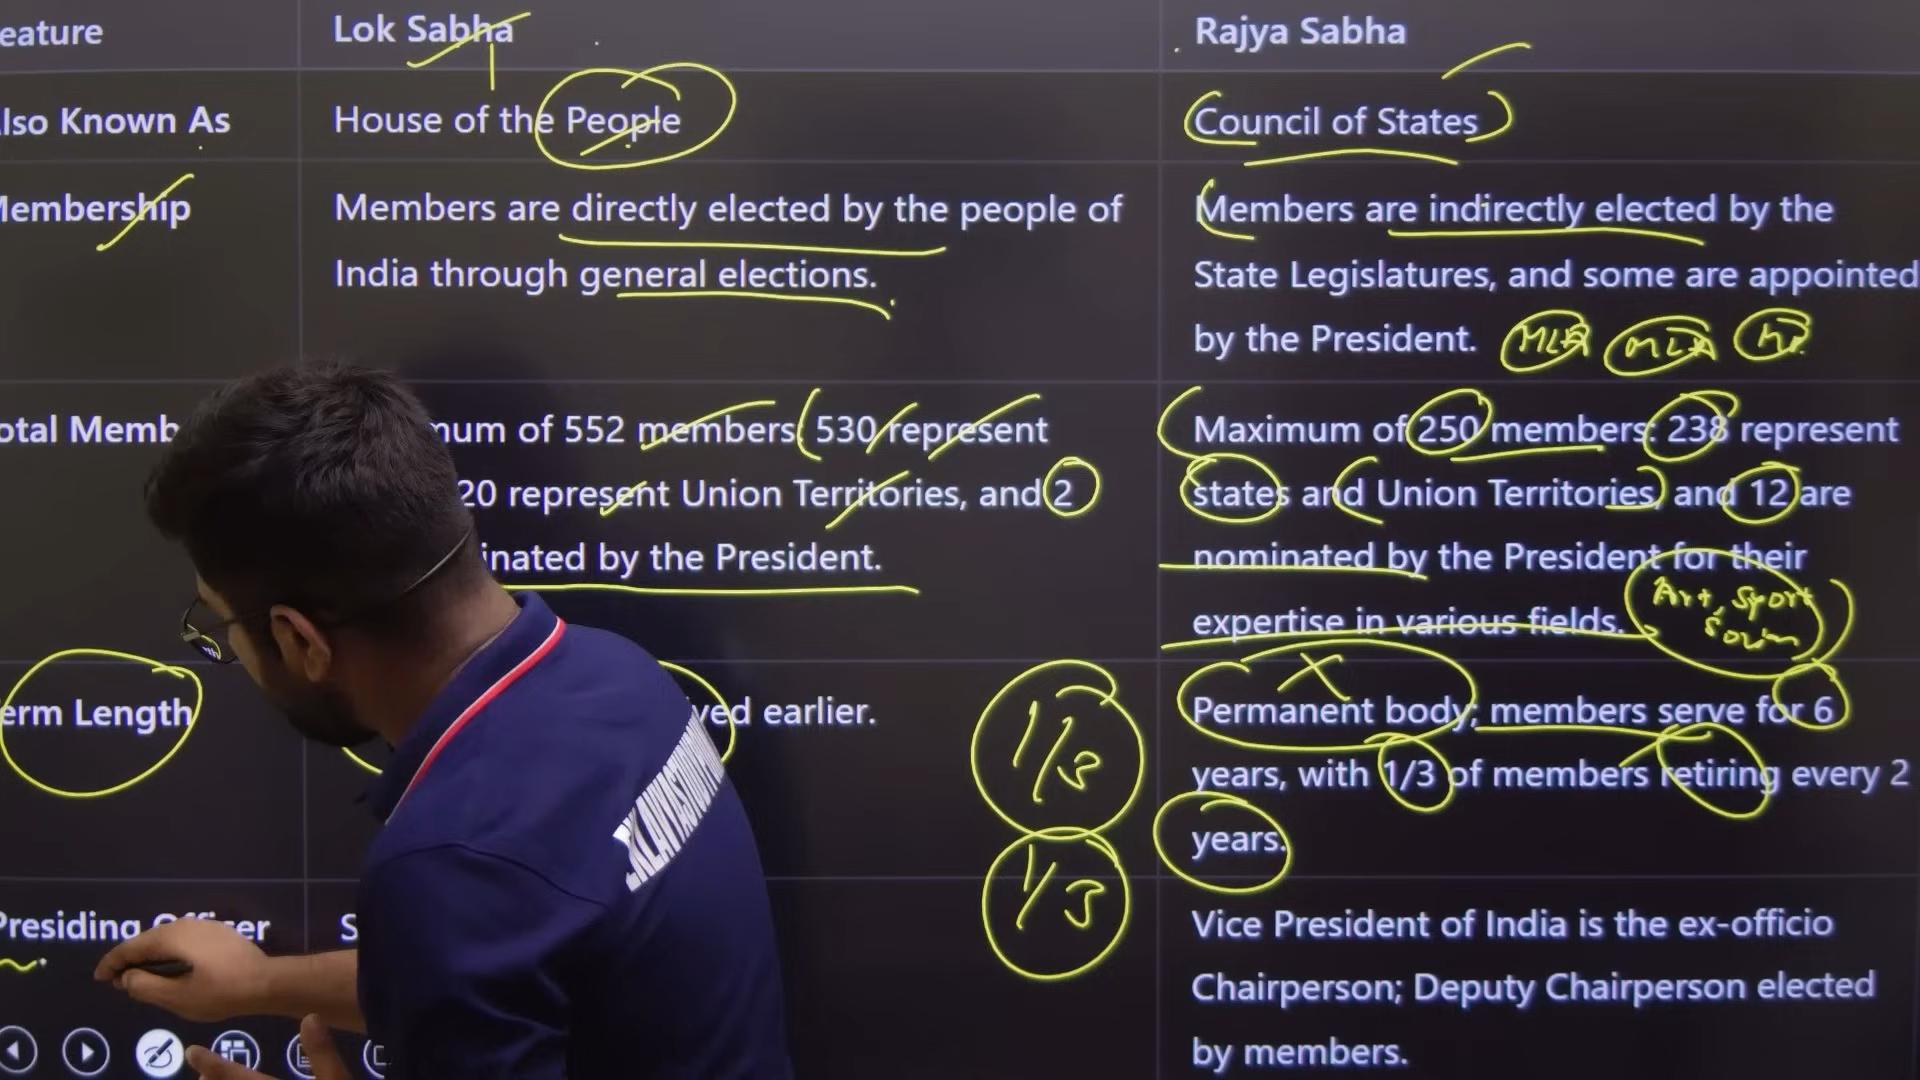 eature
Lok Sabha
Rajya Sabha
lso Known As
House of the People
Council of States
Membership
Members are directly elected by the people of
India through general elections.
Members are indirectly elected by the
State Legislatures, and some are appointed
by the President.
MLA MLA
otal Memb
num of 552 members: 530 represent
20 represent Union Territories, and 2
inated by the President.
Maximum of 250 members: 238 represent
states and Union Territories, and 12 are
nominated by the President for their
expertise in various fields.
Art, Sport
erm Length
ved earlier.
1/3
1/3
Permanent body; members serve for 6
years, with 1/3 of members retiring every 2
years.
Presiding Officer
S
Vice President of India is the ex-officio
Chairperson; Deputy Chairperson elected
by members.